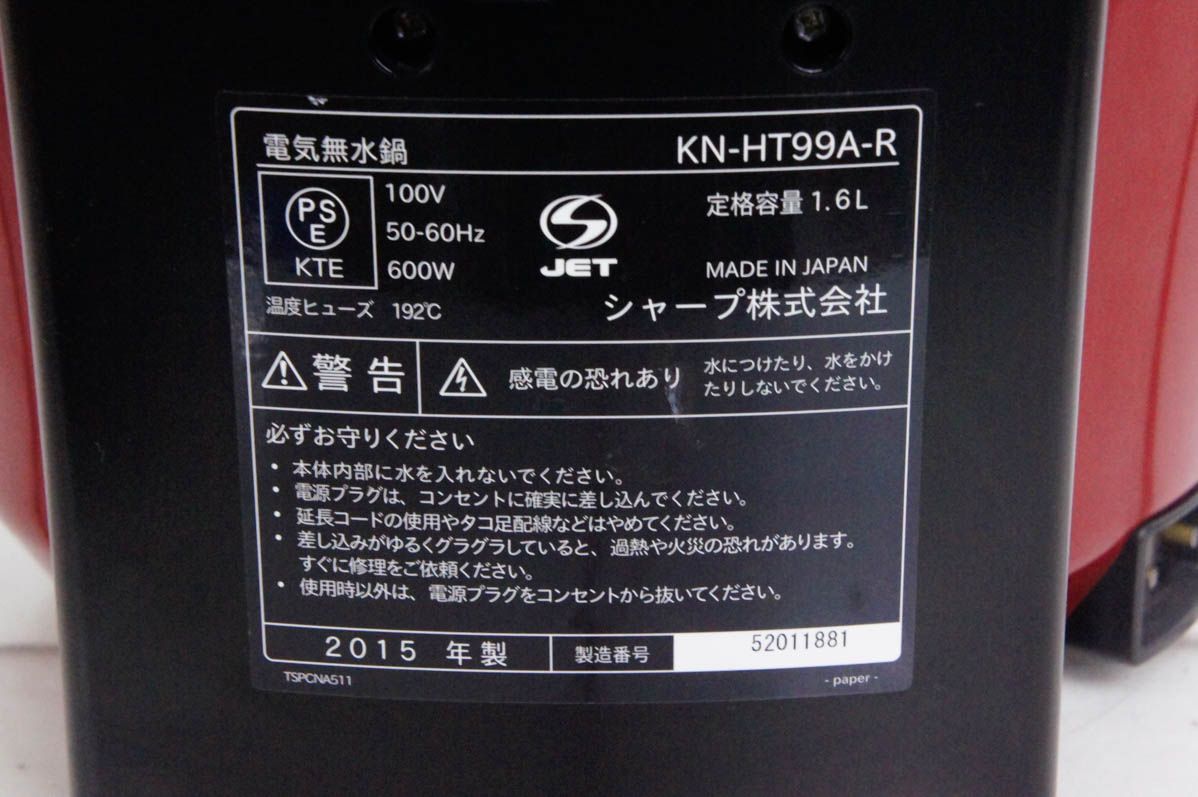 電気無水鍋 KN-HT99A-R
PS
E
KTE
100V
50-60Hz
600W
JET
定格容量 1.6L
MADE IN JAPAN
温度ヒューズ 192℃
シャープ株式会社
警告
感電の恐れあり
水につけたり、水をかけ
たりしないでください。
必ずお守りください
・本体内部に水を入れないでください。
・電源プラグは、コンセントに確実に差し込んでください。
・延長コードの使用やタコ足配線などはやめてください。
・差し込みがゆるくグラグラしていると、過熱や火災の恐れがあります。
すぐに修理をご依頼ください。
・使用時以外は、電源プラグをコンセントから抜いてください。
2015 年製 製造番号 52011881
TSPCNA511 - paper -